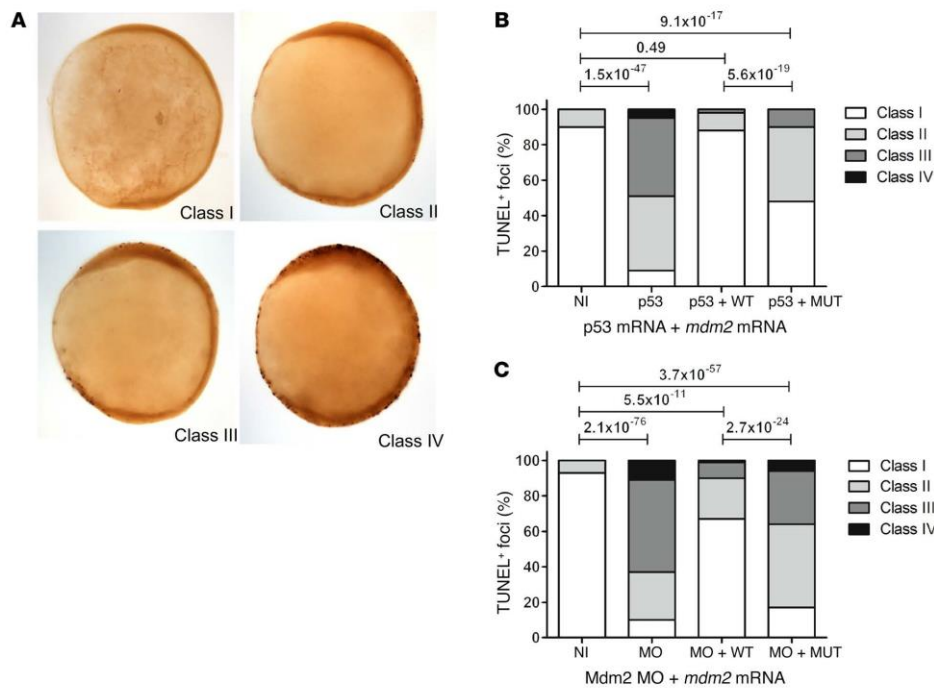 A
Class I
Class II
Class III
Class IV
B
9.1x10⁻¹⁷
0.49
1.5x10⁻⁴⁷ 5.6x10⁻¹⁹
TUNEL⁺ foci (%)
100
80
60
40
20
0
NI p53 p53 + WT p53 + MUT
p53 mRNA + mdm2 mRNA
Class I
Class II
Class III
Class IV
C
3.7x10⁻⁵⁷
5.5x10⁻¹¹
2.1x10⁻⁷⁶ 2.7x10⁻²⁴
TUNEL⁺ foci (%)
100
80
60
40
20
0
NI MO MO + WT MO + MUT
Mdm2 MO + mdm2 mRNA
Class I
Class II
Class III
Class IV